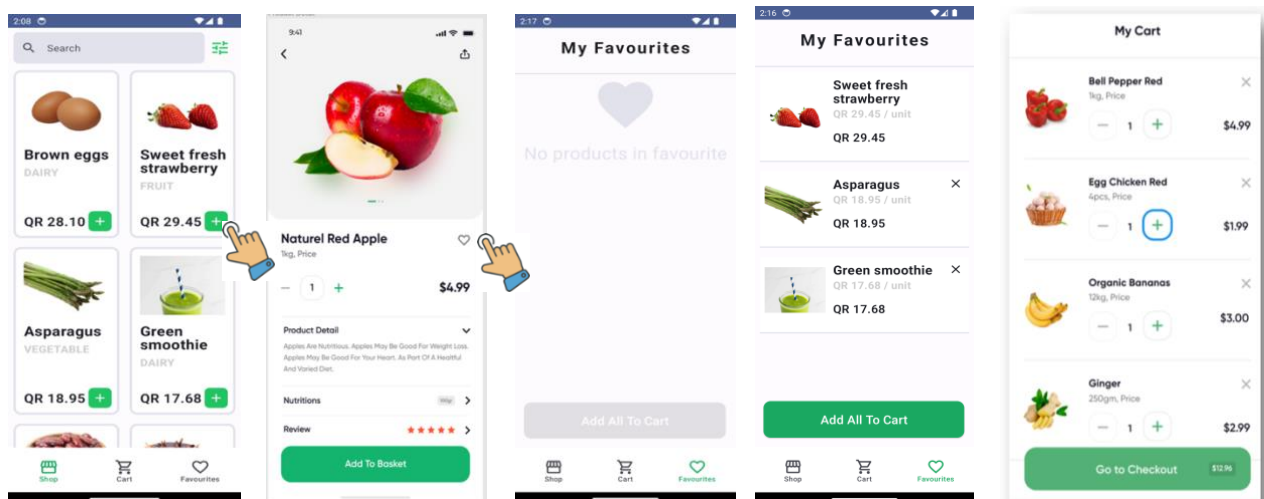 2:08
Search
Brown eggs
DAIRY
QR 28.10 +
Sweet fresh
strawberry
FRUIT
QR 29.45 +
Asparagus
VEGETABLE
QR 18.95 +
Green
smoothie
DAIRY
QR 17.68 +
Shop
Cart
Favourites
9:41
Naturel Red Apple
1kg, Price
− 1 +
$4.99
Product Detail
Apples Are Nutritious. Apples May Be Good For Weight Loss.
Apples May Be Good For Your Heart. As Part Of A Healtful
And Varied Diet.
Nutritions
Review
Add To Basket
2:17
My Favourites
No products in favourite
Add All To Cart
Shop
Cart
Favourites
2:16
My Favourites
Sweet fresh
strawberry
QR 29.45 / unit
QR 29.45
Asparagus
QR 18.95 / unit
QR 18.95
Green smoothie
QR 17.68 / unit
QR 17.68
Add All To Cart
Shop
Cart
Favourites
My Cart
Bell Pepper Red
1kg, Price
− 1 +
$4.99
Egg Chicken Red
4pcs, Price
− 1 +
$1.99
Organic Bananas
12kg, Price
− 1 +
$3.00
Ginger
250gm, Price
− 1 +
$2.99
Go to Checkout
$12.96